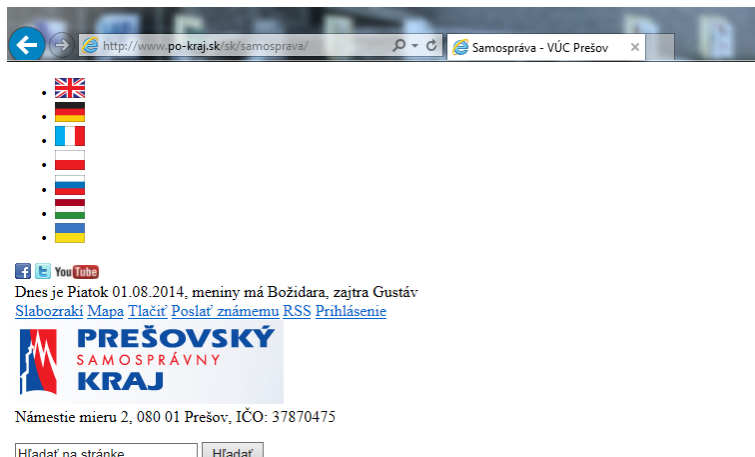 http://www.po-kraj.sk/sk/samosprava/
Samospráva - VÚC Prešov
You Tube
Dnes je Piatok 01.08.2014, meniny má Božidara, zajtra Gustáv
Slabozrakí Mapa Tlačiť Poslať známemu RSS Prihlásenie
PREŠOVSKÝ
SAMOSPRÁVNY
KRAJ
Námestie mieru 2, 080 01 Prešov, IČO: 37870475
Hľadať na stránke Hľadať